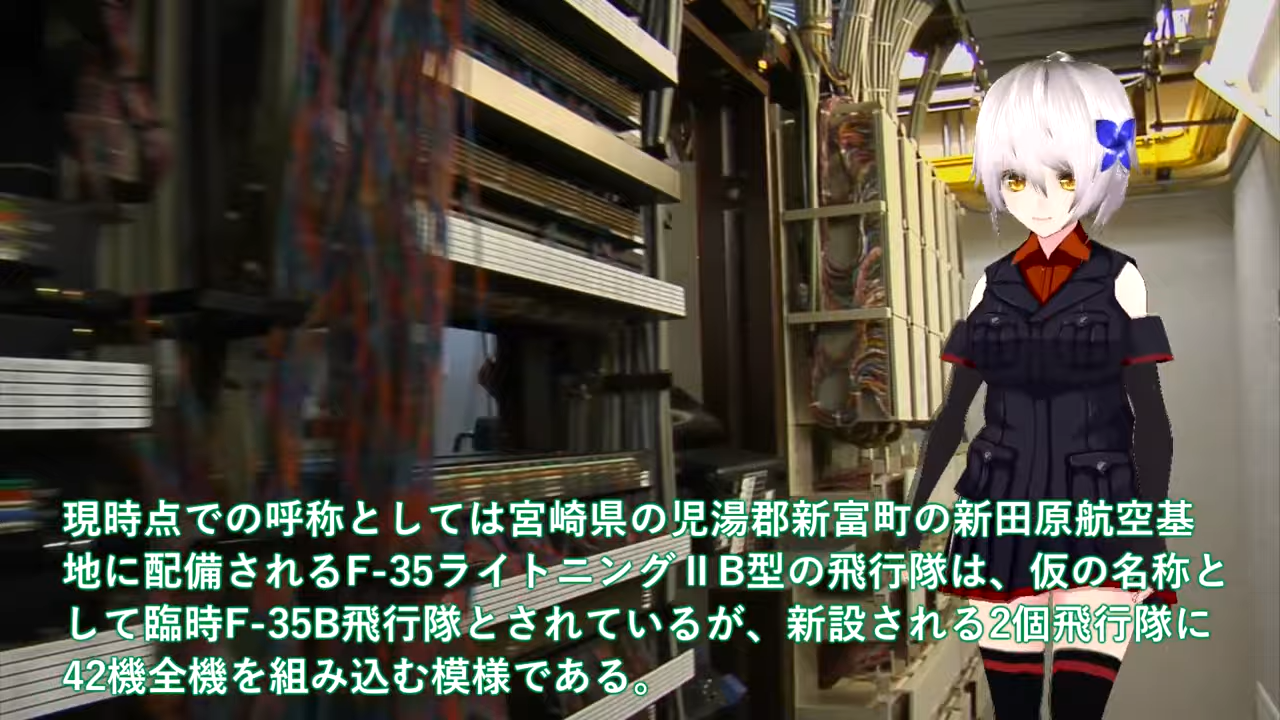 現時点での呼称としては宮崎県の児湯郡新富町の新田原航空基
地に配備されるF-35ライトニングⅡB型の飛行隊は、仮の名称と
して臨時F-35B飛行隊とされているが、新設される2個飛行隊に
42機全機を組み込む模様である。